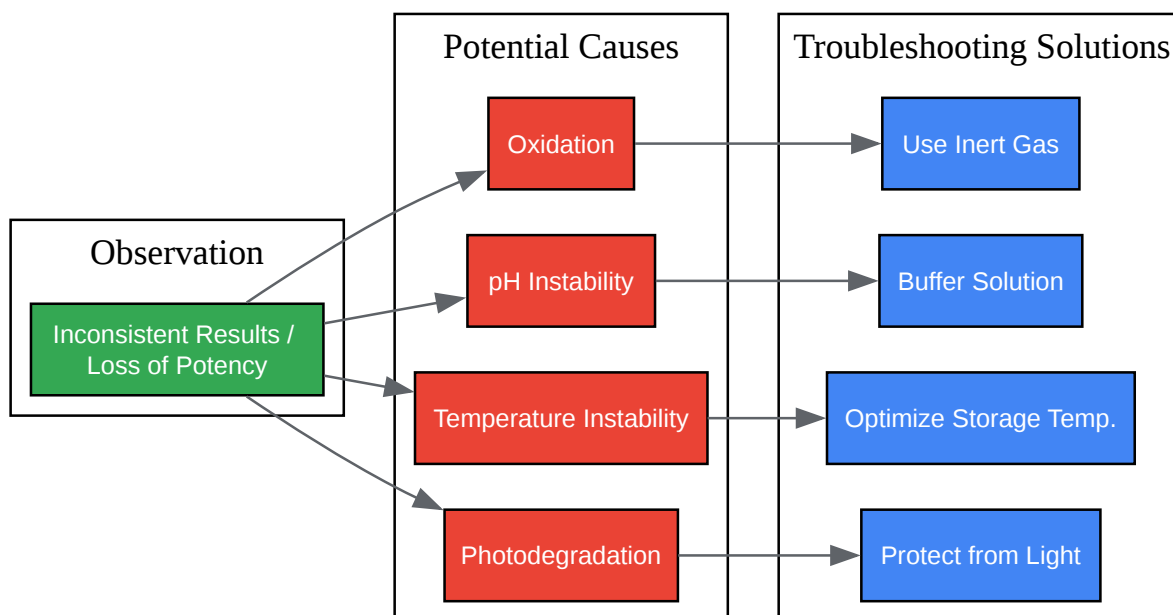 Observation
Inconsistent Results /
Loss of Potency
Potential Causes
Oxidation
pH Instability
Temperature Instability
Photodegradation
Troubleshooting Solutions
Use Inert Gas
Buffer Solution
Optimize Storage Temp.
Protect from Light